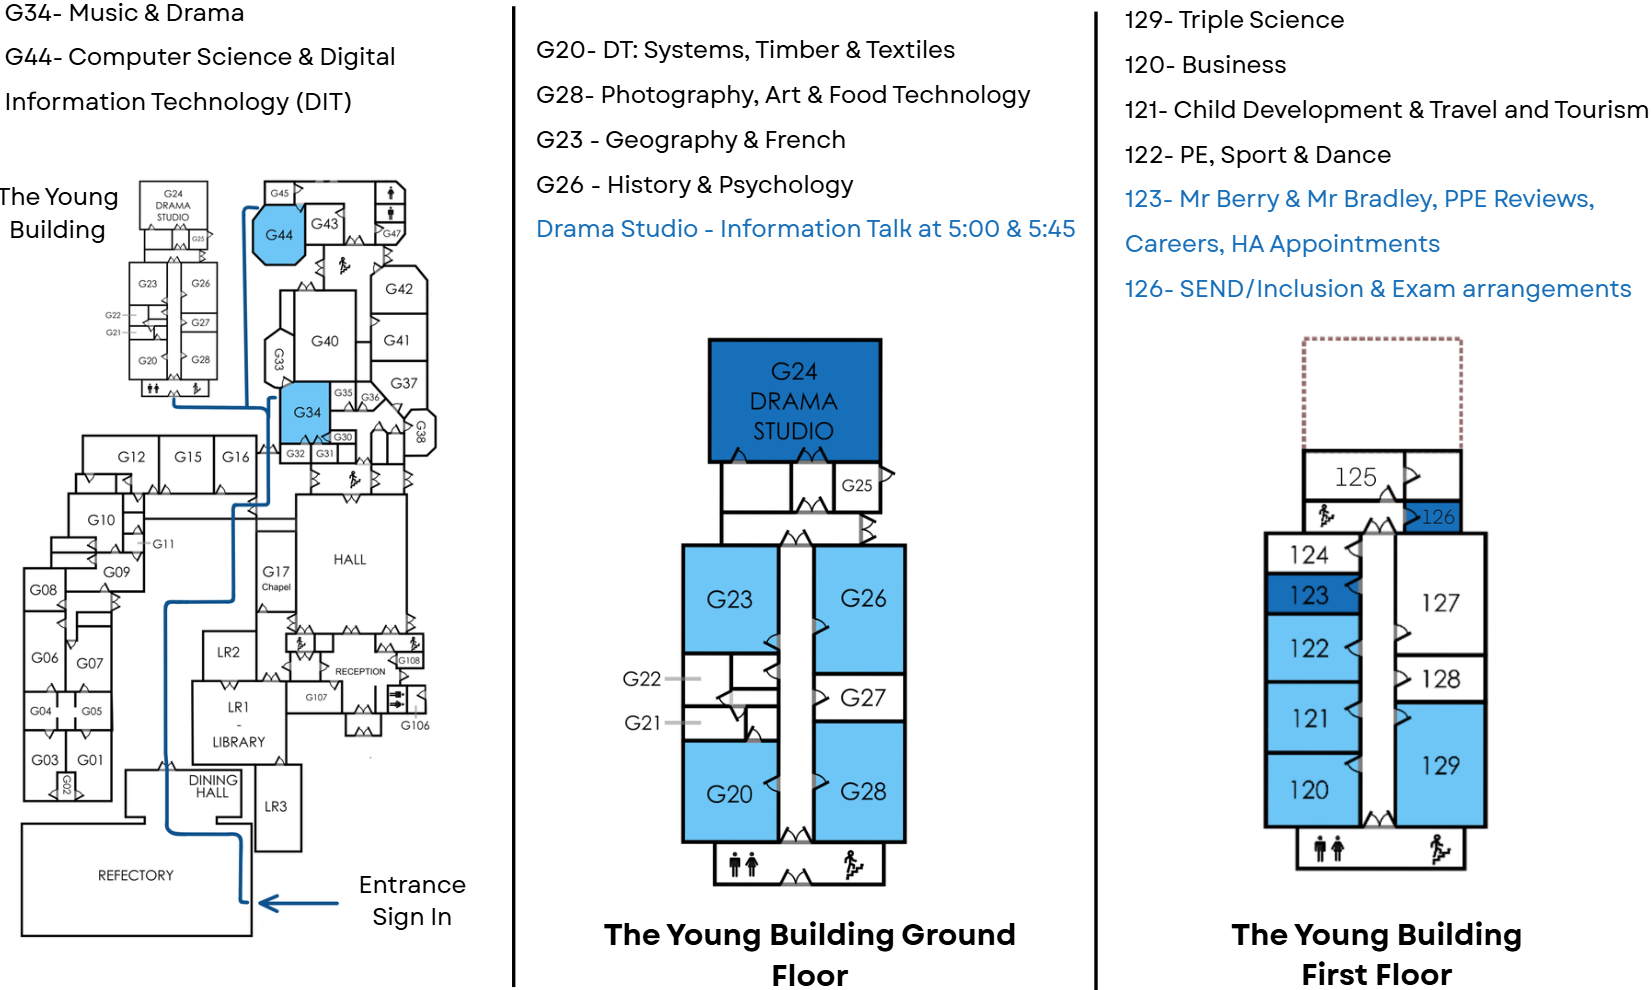 G34- Music & Drama
G44- Computer Science & Digital
Information Technology (DIT)
The Young
Building
G24
DRAMA
STUDIO
G25
G23
G26
G22
G27
G21
G20
G28
G45
G44
G43
G47
G42
G40
G41
G33
G37
G35
G36
G34
G38
G30
G32
G31
G12
G15
G16
G10
G11
G09
G08
G17
Chapel
HALL
G06
G07
LR2
RECEPTION
G108
G107
G106
G04
G05
LR1
-
LIBRARY
G03
G01
G02
DINING
HALL
LR3
REFECTORY
Entrance
Sign In
G20- DT: Systems, Timber & Textiles
G28- Photography, Art & Food Technology
G23 - Geography & French
G26 - History & Psychology
Drama Studio - Information Talk at 5:00 & 5:45
G24
DRAMA
STUDIO
G25
G23
G26
G22
G27
G21
G20
G28
The Young Building Ground
Floor
129- Triple Science
120- Business
121- Child Development & Travel and Tourism
122- PE, Sport & Dance
123- Mr Berry & Mr Bradley, PPE Reviews,
Careers, HA Appointments
126- SEND/Inclusion & Exam arrangements
125
126
124
123
127
122
128
121
129
120
The Young Building
First Floor